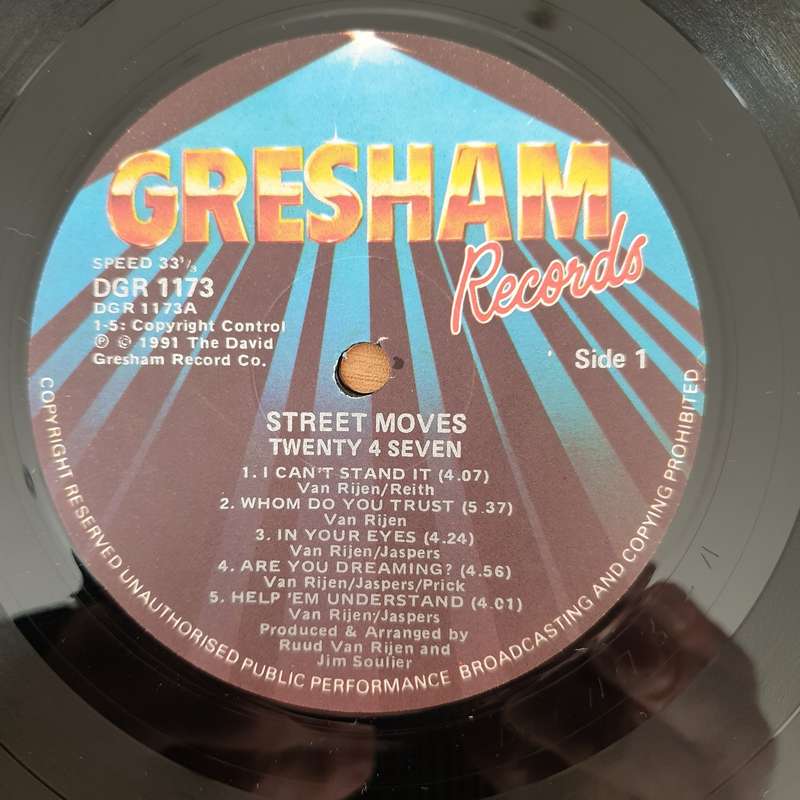 GRESHAM
Records
SPEED 33⅓
DGR 1173
DGR 1173A
1-5: Copyright Control
℗ © 1991 The David
Gresham Record Co.
Side 1
STREET MOVES
TWENTY 4 SEVEN
1. I CAN'T STAND IT (4.07)
Van Rijen/Reith
2. WHOM DO YOU TRUST (5.37)
Van Rijen
3. IN YOUR EYES (4.24)
Van Rijen/Jaspers
4. ARE YOU DREAMING? (4.56)
Van Rijen/Jaspers/Prick
5. HELP 'EM UNDERSTAND (4.01)
Van Rijen/Jaspers
Produced & Arranged by
Ruud Van Rijen and
Jim Soulier
COPYRIGHT RESERVED UNAUTHORISED PUBLIC PERFORMANCE BROADCASTING AND COPYING PROHIBITED